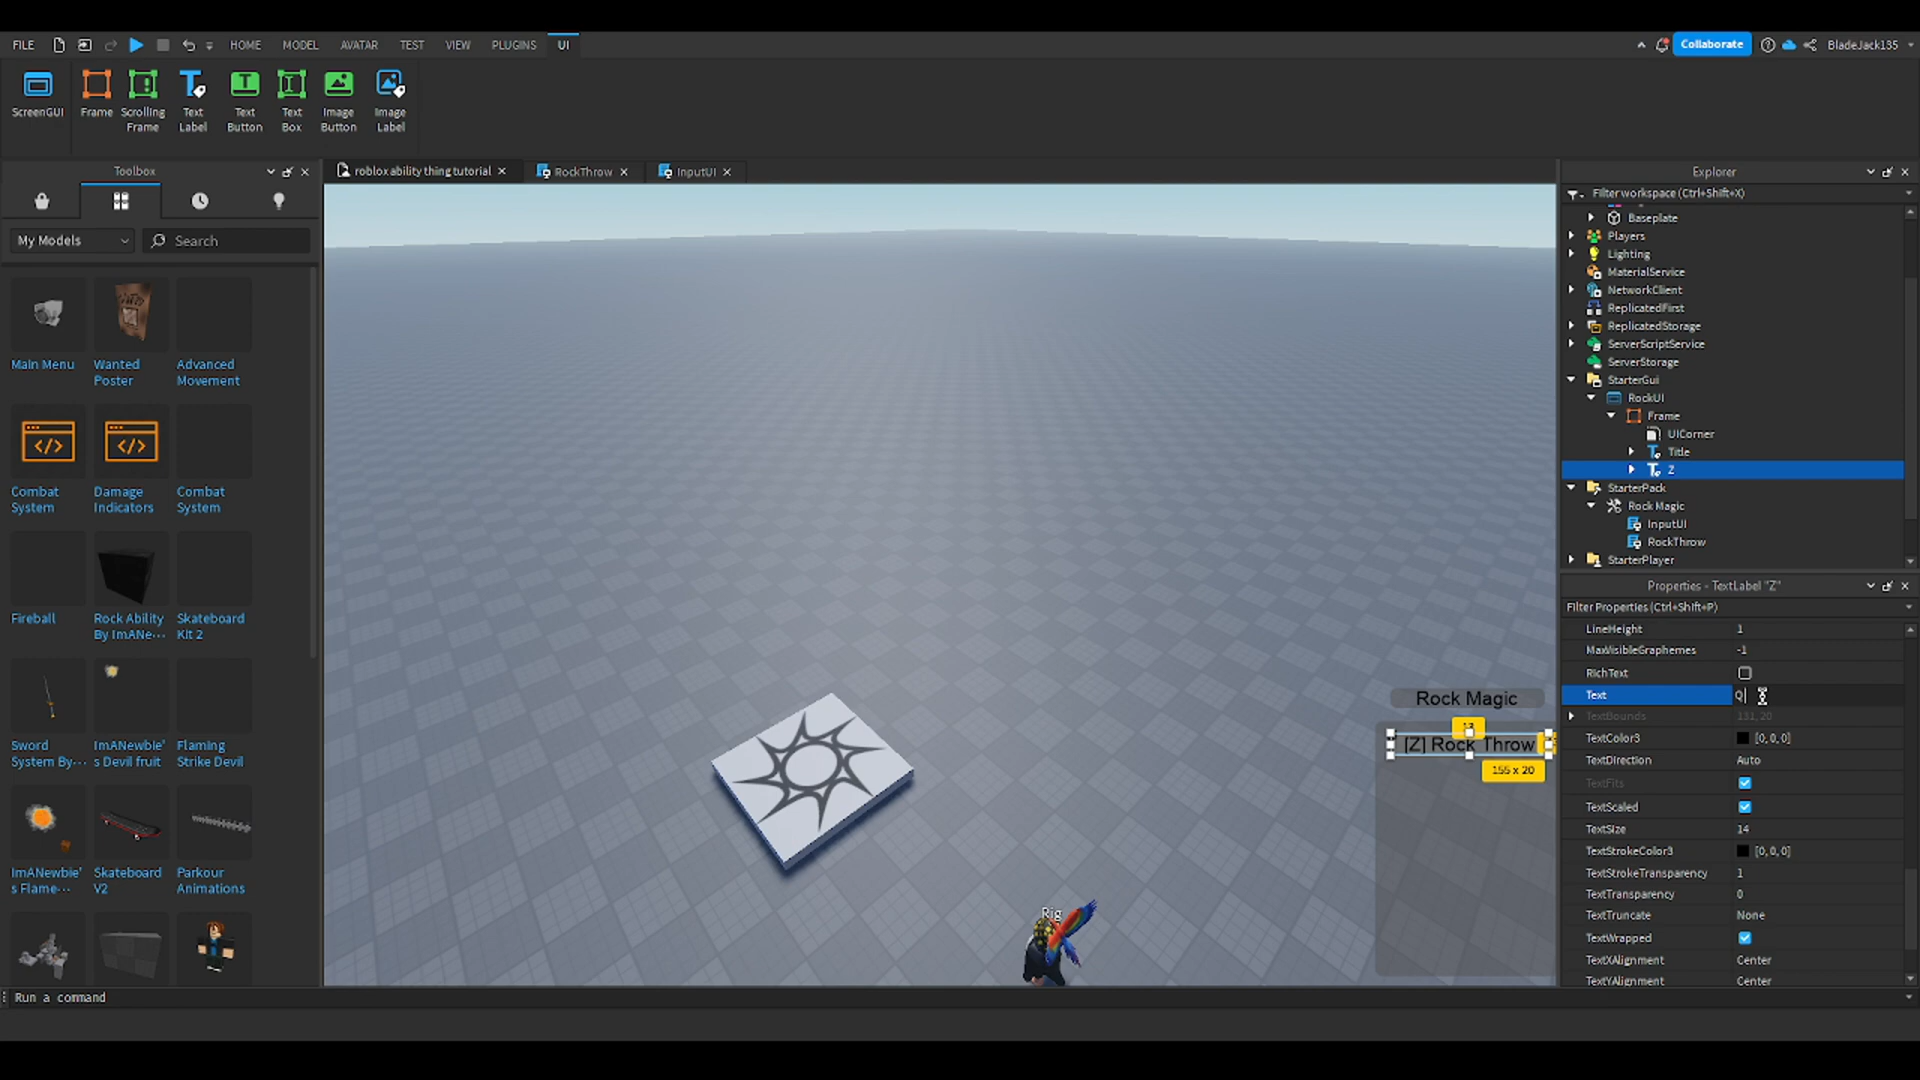 FILE HOME MODEL AVATAR TEST VIEW PLUGINS UI Collaborate BladeJack135
ScreenGUI Frame Scrolling Frame Text Label Text Button Text Box Image Button Image Label
Toolbox
My Models Search
Main Menu
Wanted Poster
Advanced Movement
Combat System
Damage Indicators
Combat System
Fireball
Rock Ability By ImANe···
Skateboard Kit 2
Sword System By···
ImANewbie's Devil fruit
Flaming Strike Devil
ImANewbie's Flame···
Skateboard V2
Parkour Animations
roblox ability thing tutorial RockThrow InputUI
Rock Magic
13
[Z] Rock Throw
155 x 20
Rig
Explorer
Filter workspace (Ctrl+Shift+X)
Baseplate
Players
Lighting
MaterialService
NetworkClient
ReplicatedFirst
ReplicatedStorage
ServerScriptService
ServerStorage
StarterGui
RockUI
Frame
UICorner
Title
Z
StarterPack
Rock Magic
InputUI
RockThrow
StarterPlayer
Properties - TextLabel "Z"
Filter Properties (Ctrl+Shift+P)
LineHeight 1
MaxVisibleGraphemes -1
RichText
Text Q
TextBounds 131, 20
TextColor3 [0,0,0]
TextDirection Auto
TextFits
TextScaled
TextSize 14
TextStrokeColor3 [0,0,0]
TextStrokeTransparency 1
TextTransparency 0
TextTruncate None
TextWrapped
TextXAlignment Center
TextYAlignment Center
Run a command